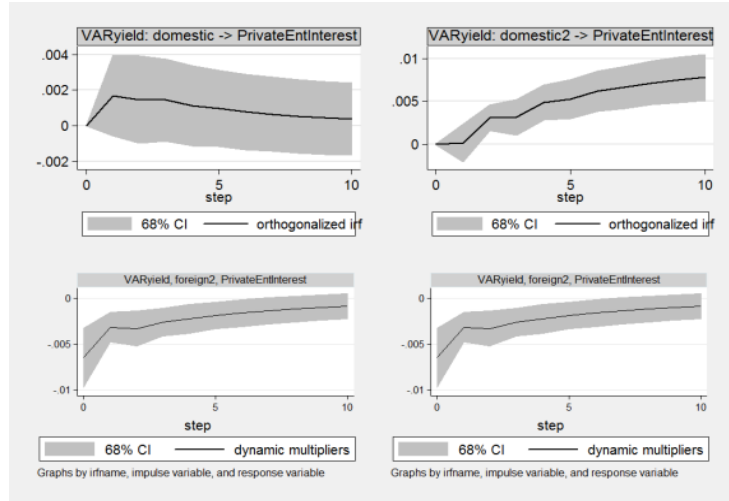 VARyield: domestic -> PrivateEntInterest
.004
.002
0
-.002
0
5
10
step
68% CI
orthogonalized irf
VARyield: domestic2 -> PrivateEntInterest
.01
.005
0
0
5
10
step
68% CI
orthogonalized irf
VARyield, foreign2, PrivateEntInterest
0
-.005
-.01
0
5
10
step
68% CI
dynamic multipliers
Graphs by irfname, impulse variable, and response variable
VARyield, foreign2, PrivateEntInterest
0
-.005
-.01
0
5
10
step
68% CI
dynamic multipliers
Graphs by irfname, impulse variable, and response variable